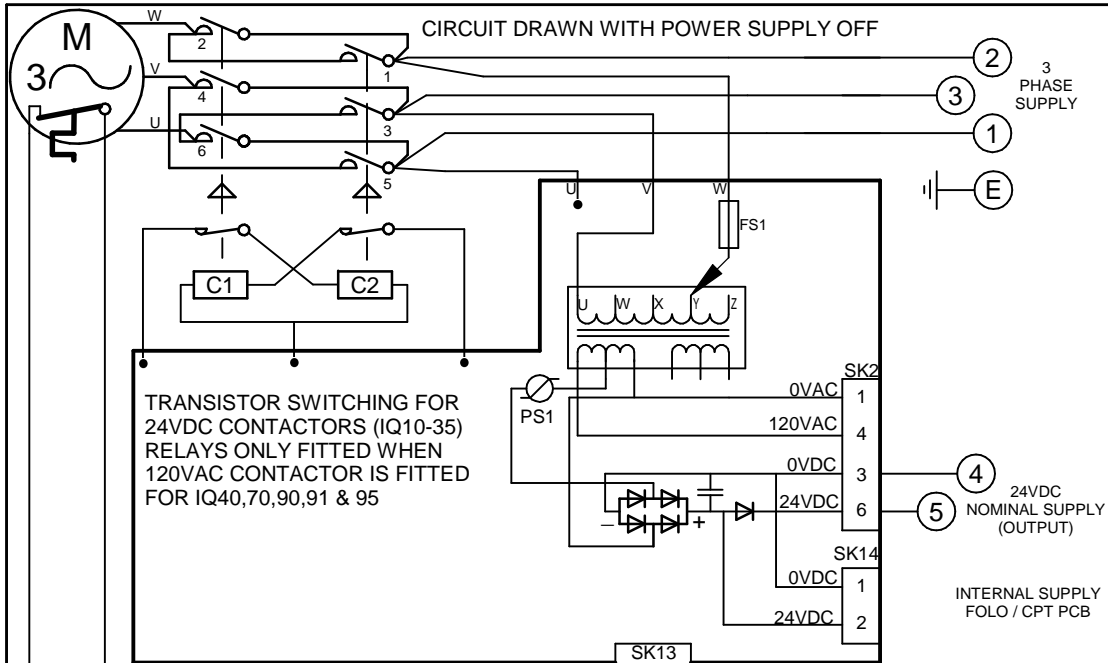 CIRCUIT DRAWN WITH POWER SUPPLY OFF
W
M
3
V
U
2
1
4
3
6
5
2
3
1
E
3
PHASE
SUPPLY
U
V
W
FS1
C1
C2
U
W
X
Y
Z
PS1
TRANSISTOR SWITCHING FOR
24VDC CONTACTORS (IQ10-35)
RELAYS ONLY FITTED WHEN
120VAC CONTACTOR IS FITTED
FOR IQ40,70,90,91 & 95
SK2
0VAC
1
120VAC
4
0VDC
3
24VDC
6
4
5
24VDC
NOMINAL SUPPLY
(OUTPUT)
−
+
SK14
0VDC
1
24VDC
2
INTERNAL SUPPLY
FOLO / CPT PCB
SK13